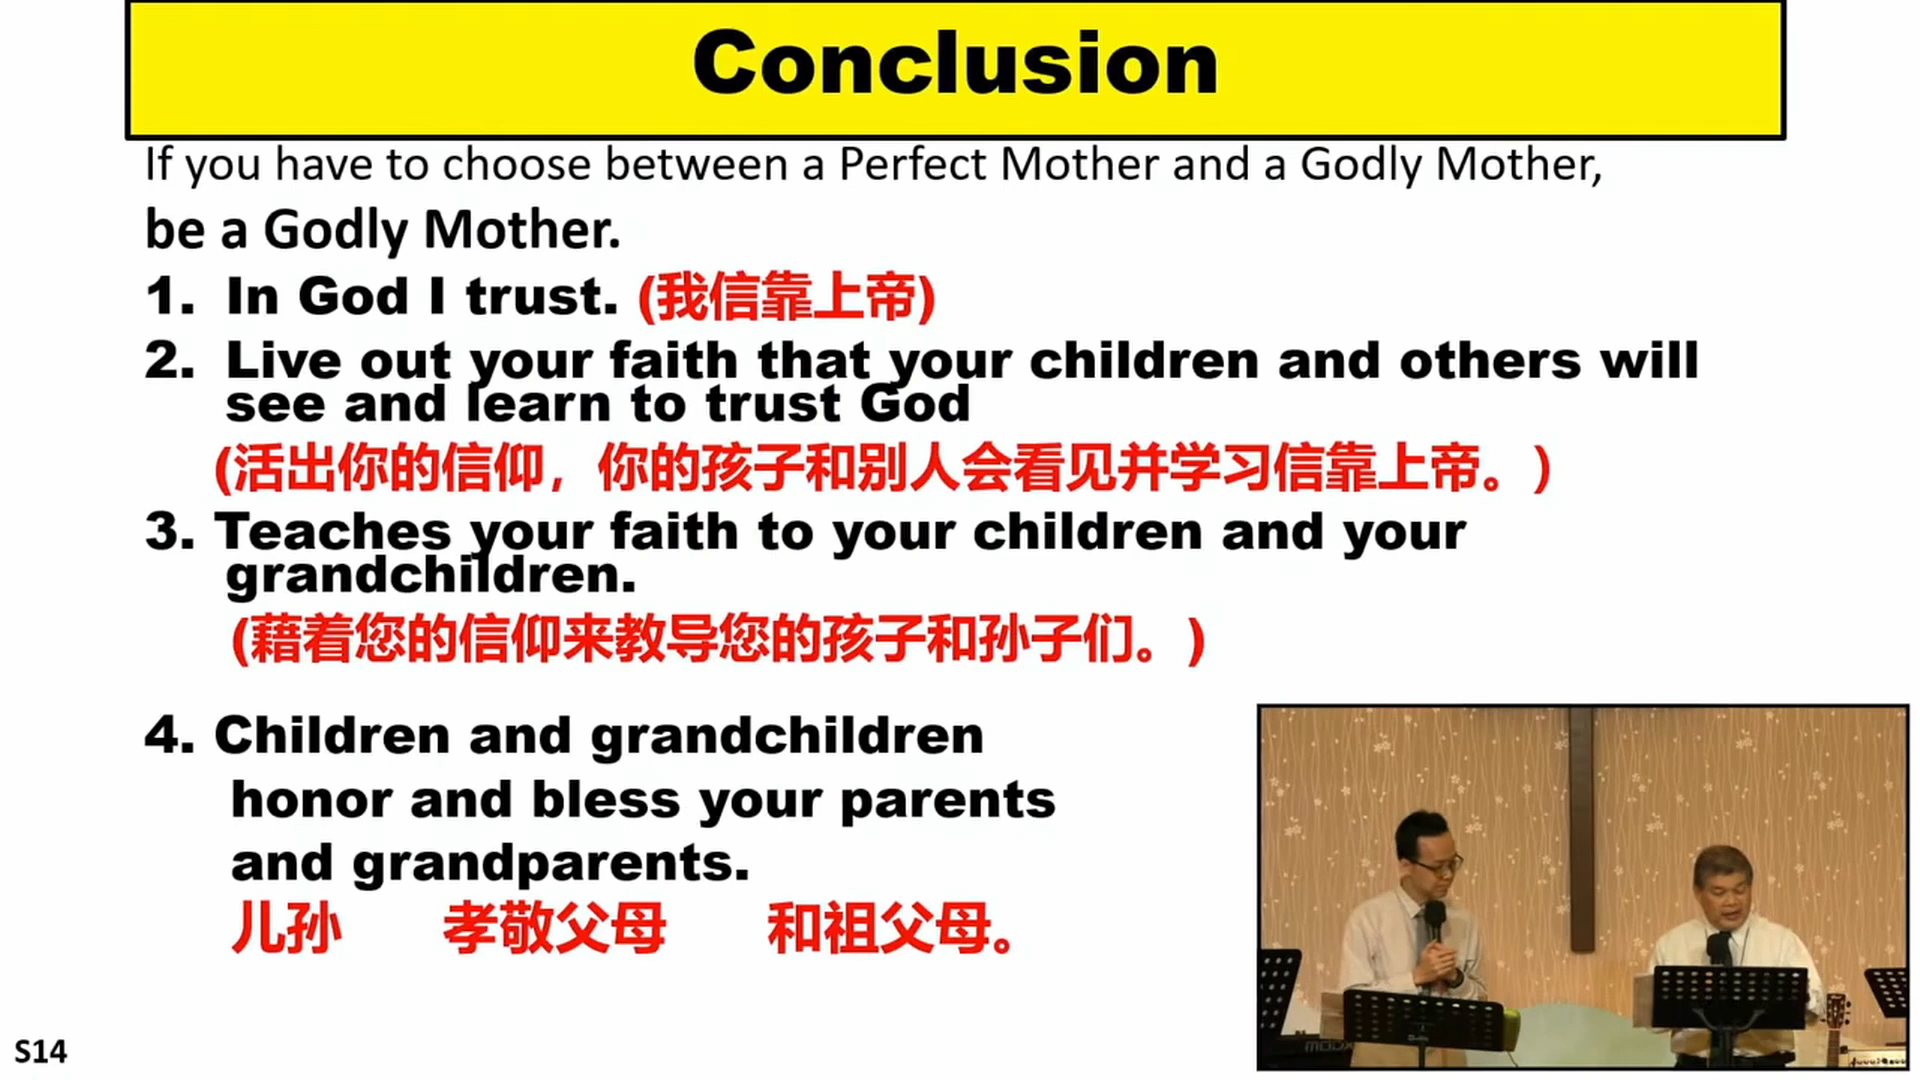 Conclusion
If you have to choose between a Perfect Mother and a Godly Mother,
be a Godly Mother.
1. In God I trust. (我信靠上帝)
2. Live out your faith that your children and others will
see and learn to trust God
(活出你的信仰，你的孩子和别人会看见并学习信靠上帝。)
3. Teaches your faith to your children and your
grandchildren.
(藉着您的信仰来教导您的孩子和孙子们。)
4. Children and grandchildren
honor and bless your parents
and grandparents.
儿孙 孝敬父母 和祖父母。
S14